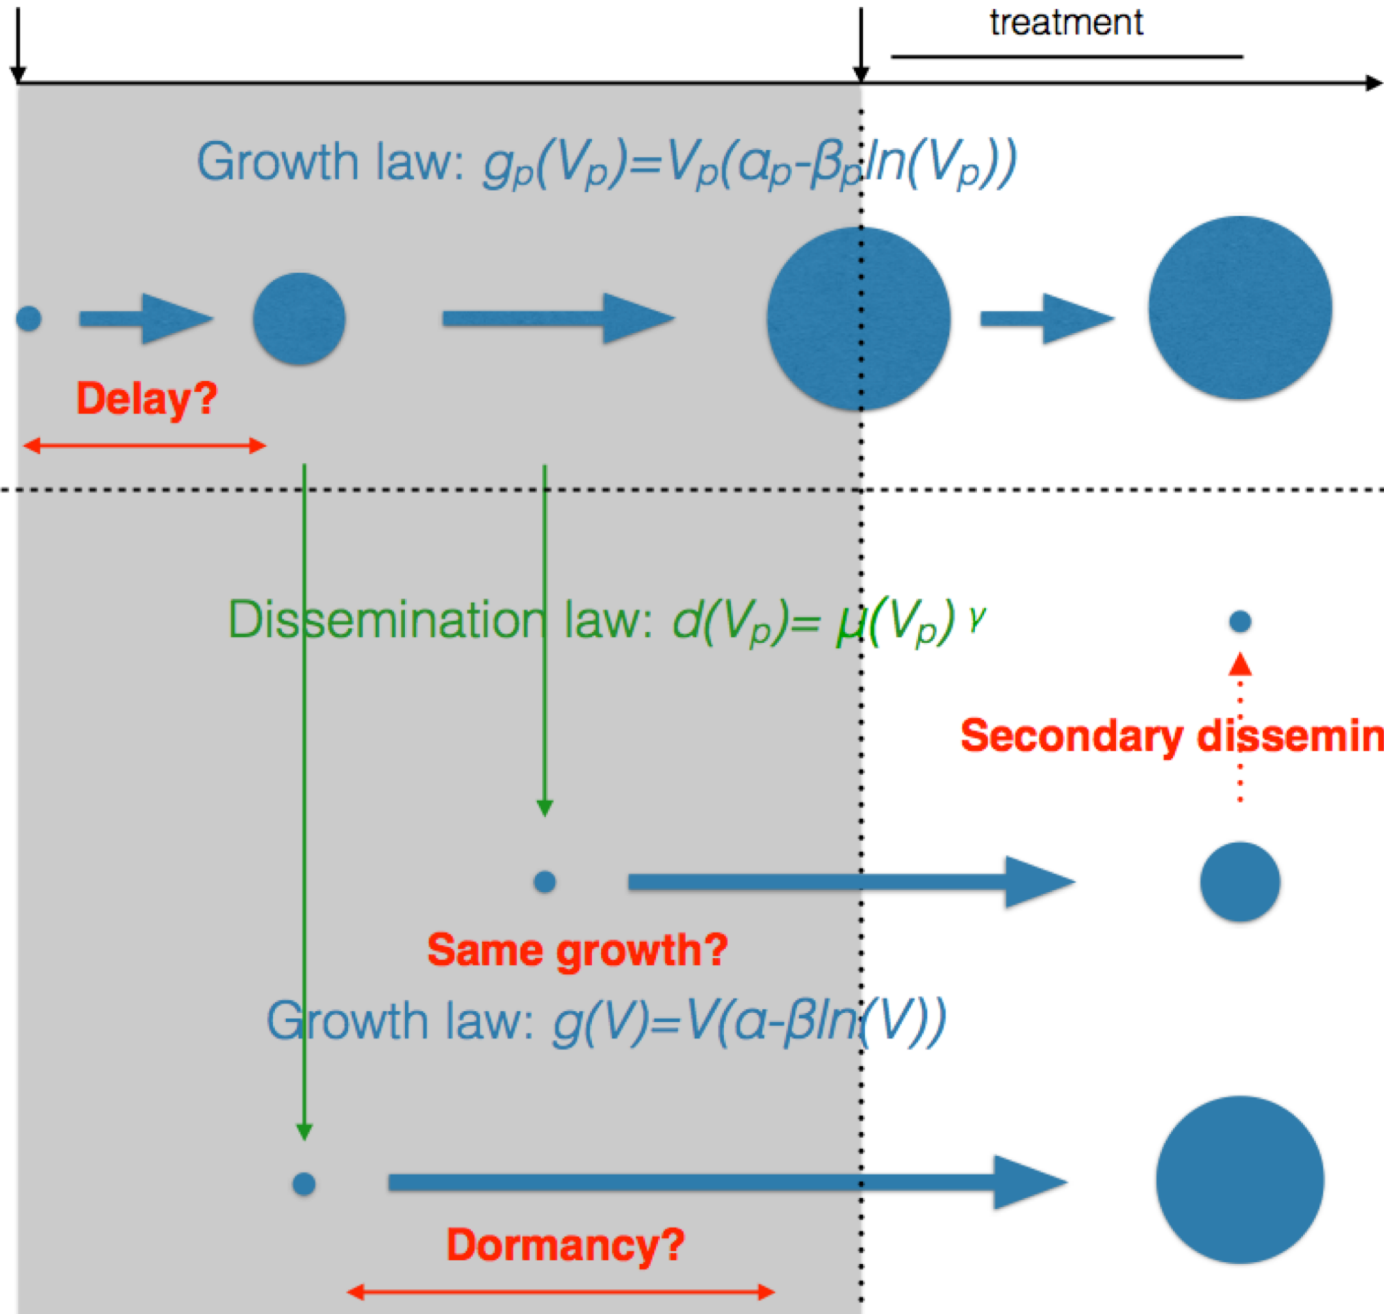 treatment
Growth law: gₚ(Vₚ)=Vₚ(αₚ-βₚln(Vₚ))
Delay?
Dissemination law: d(Vₚ)= μ(Vₚ) ᵞ
Secondary dissemin
Same growth?
Growth law: g(V)=V(α-βln(V))
Dormancy?